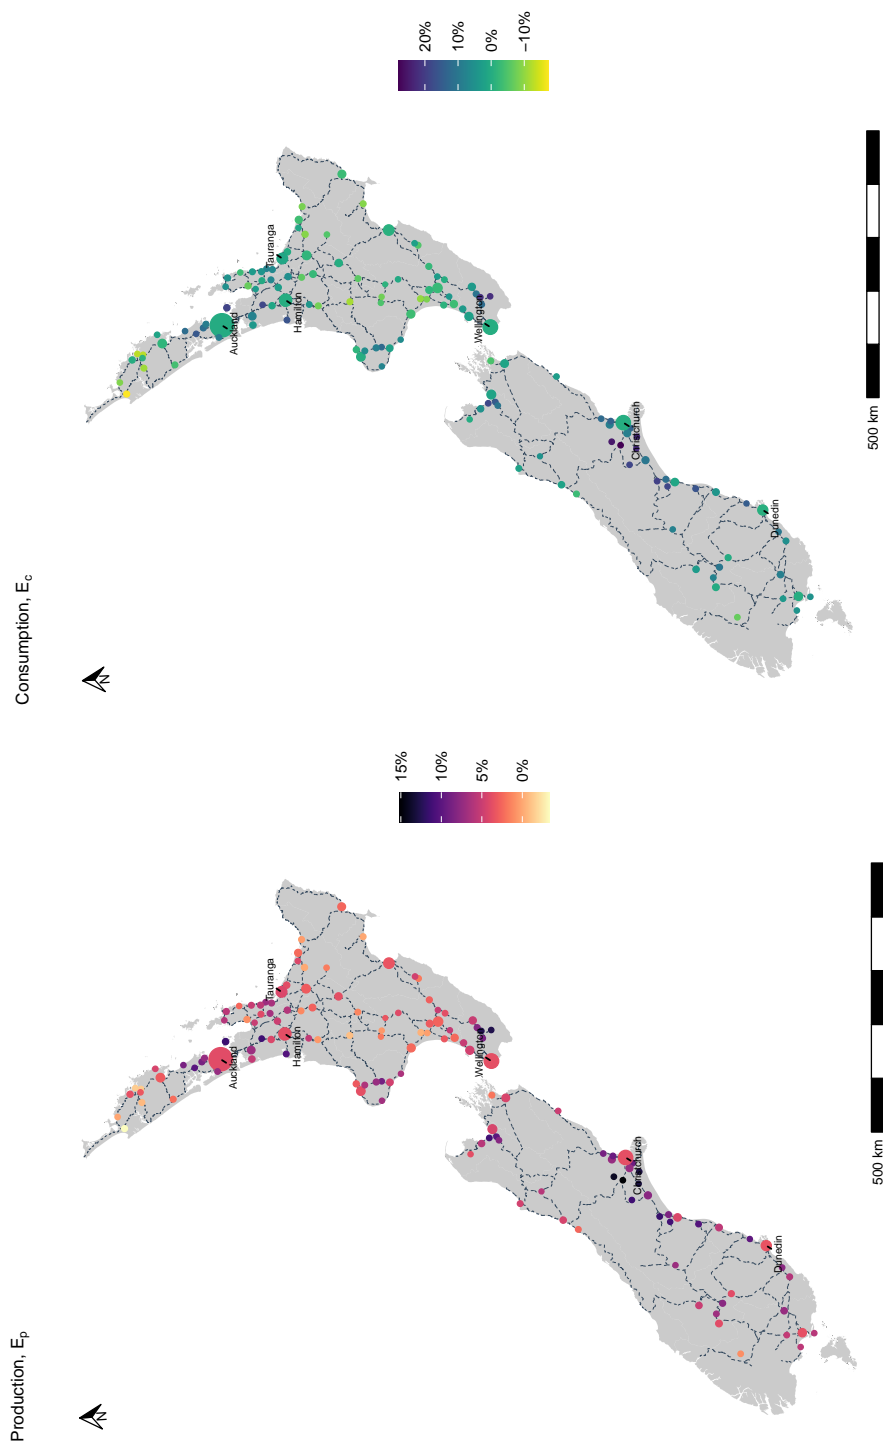 Production, Ep
N
15%
10%
5%
0%
Auckland
Hamilton
Tauranga
Wellington
Christchurch
Dunedin
500 km
Consumption, Ec
N
20%
10%
0%
−10%
Auckland
Hamilton
Tauranga
Wellington
Christchurch
Dunedin
500 km